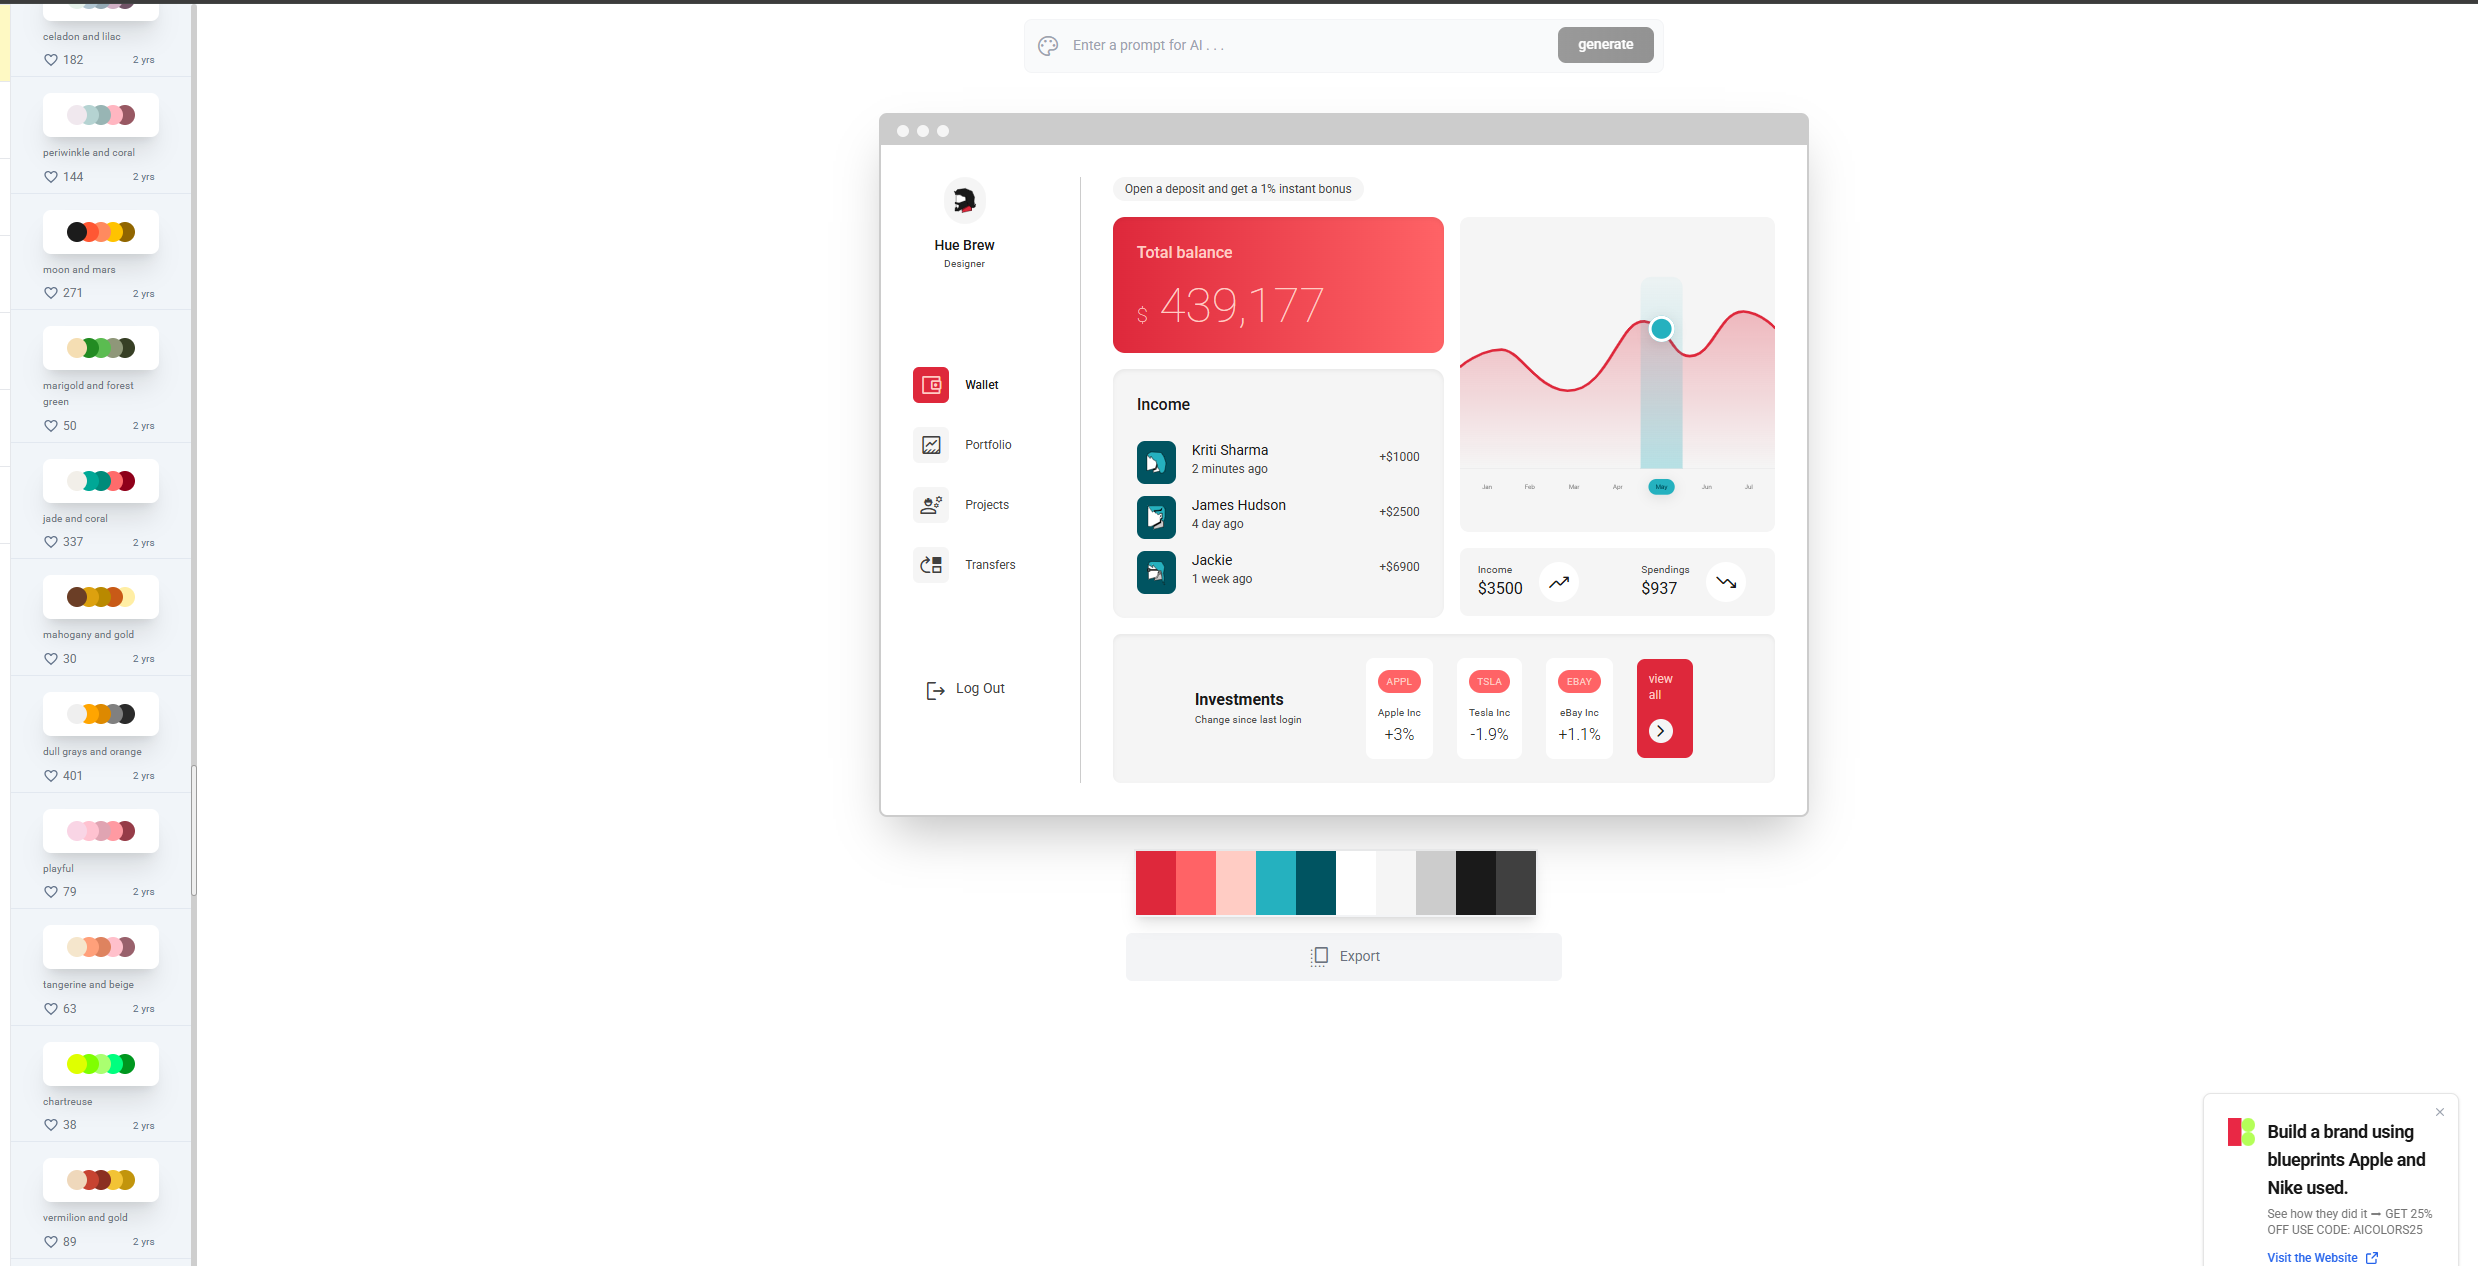 celadon and lilac
182 2 yrs
periwinkle and coral
144 2 yrs
moon and mars
271 2 yrs
marigold and forest
green
50 2 yrs
jade and coral
337 2 yrs
mahogany and gold
30 2 yrs
dull grays and orange
401 2 yrs
playful
79 2 yrs
tangerine and beige
63 2 yrs
chartreuse
38 2 yrs
vermilion and gold
89 2 yrs
Enter a prompt for AI . . .
generate
Hue Brew
Designer
Wallet
Portfolio
Projects
Transfers
Log Out
Open a deposit and get a 1% instant bonus
Total balance
$ 439,177
Income
Kriti Sharma
2 minutes ago
+$1000
James Hudson
4 day ago
+$2500
Jackie
1 week ago
+$6900
Jan Feb Mar Apr May Jun Jul
Income
$3500
Spendings
$937
Investments
Change since last login
APPL
Apple Inc
+3%
TSLA
Tesla Inc
-1.9%
EBAY
eBay Inc
+1.1%
view
all
Export
Build a brand using
blueprints Apple and
Nike used.
See how they did it ➞ GET 25%
OFF USE CODE: AICOLORS25
Visit the Website